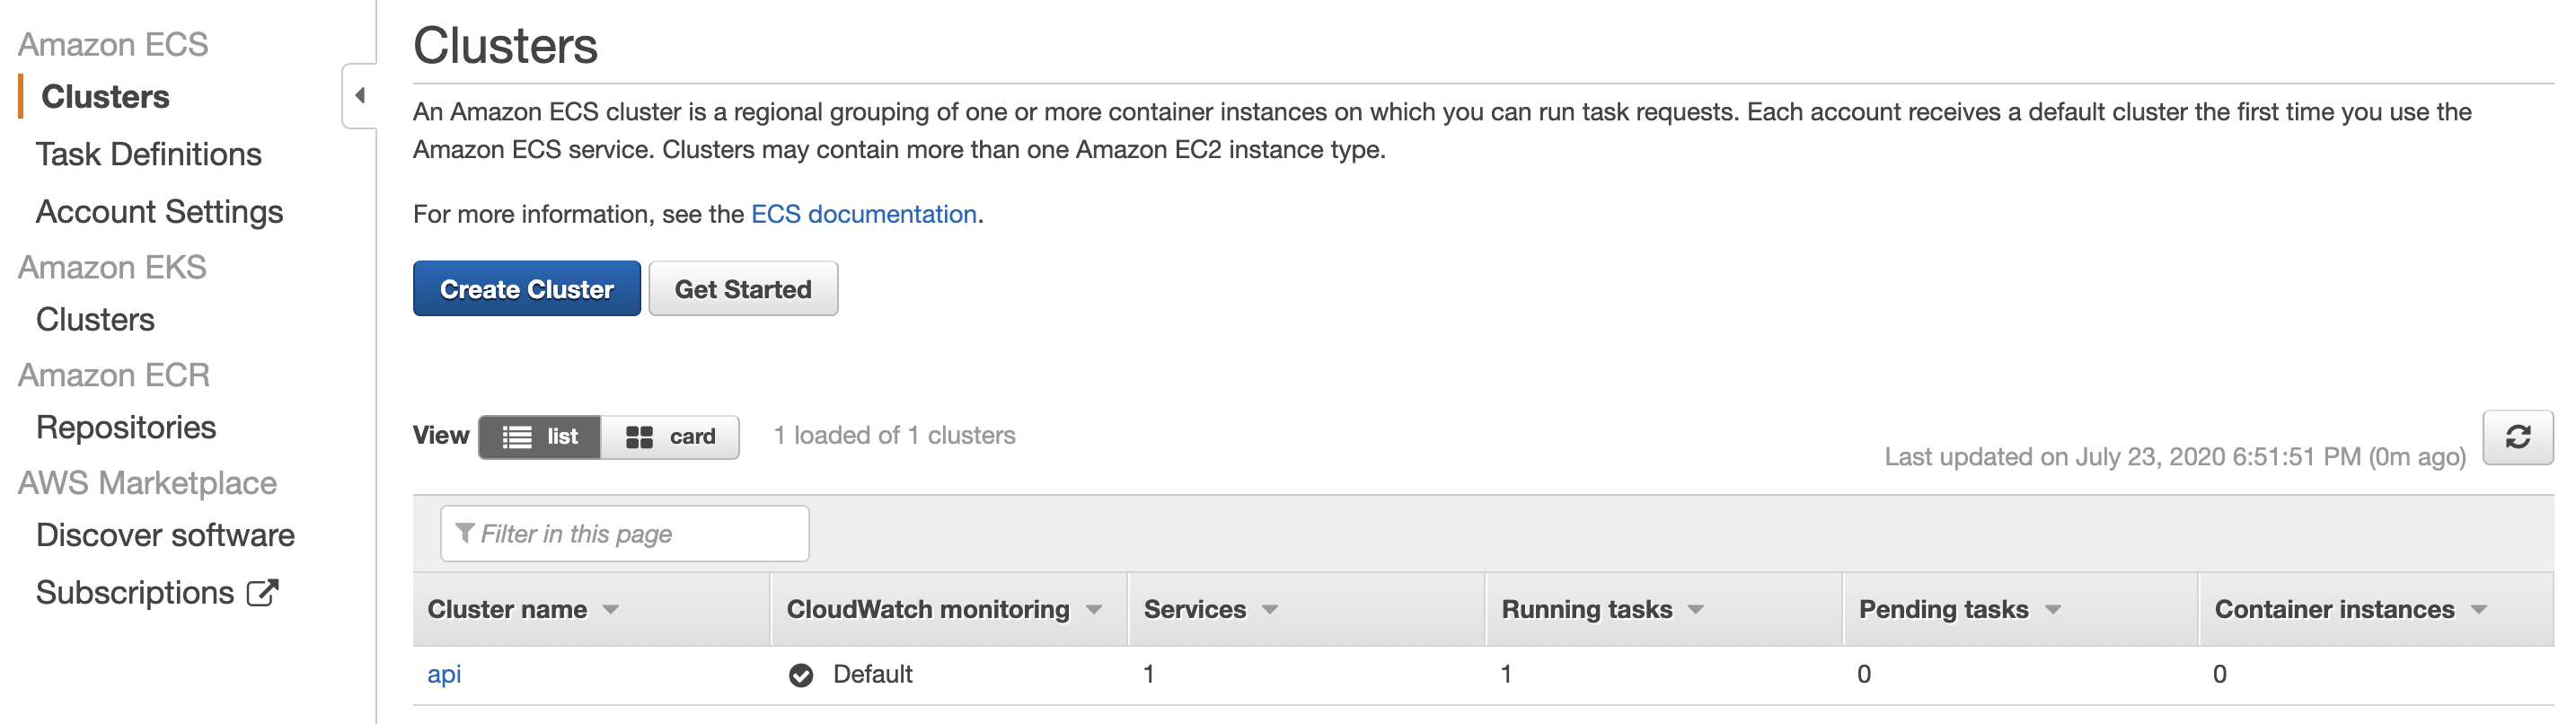 Amazon ECS
Clusters
Task Definitions
Account Settings
Amazon EKS
Clusters
Amazon ECR
Repositories
AWS Marketplace
Discover software
Subscriptions
Clusters
An Amazon ECS cluster is a regional grouping of one or more container instances on which you can run task requests. Each account receives a default cluster the first time you use the
Amazon ECS service. Clusters may contain more than one Amazon EC2 instance type.
For more information, see the ECS documentation.
Create Cluster Get Started
View list card 1 loaded of 1 clusters
Last updated on July 23, 2020 6:51:51 PM (0m ago)
Filter in this page
Cluster name CloudWatch monitoring Services Running tasks Pending tasks Container instances
api Default 1 1 0 0